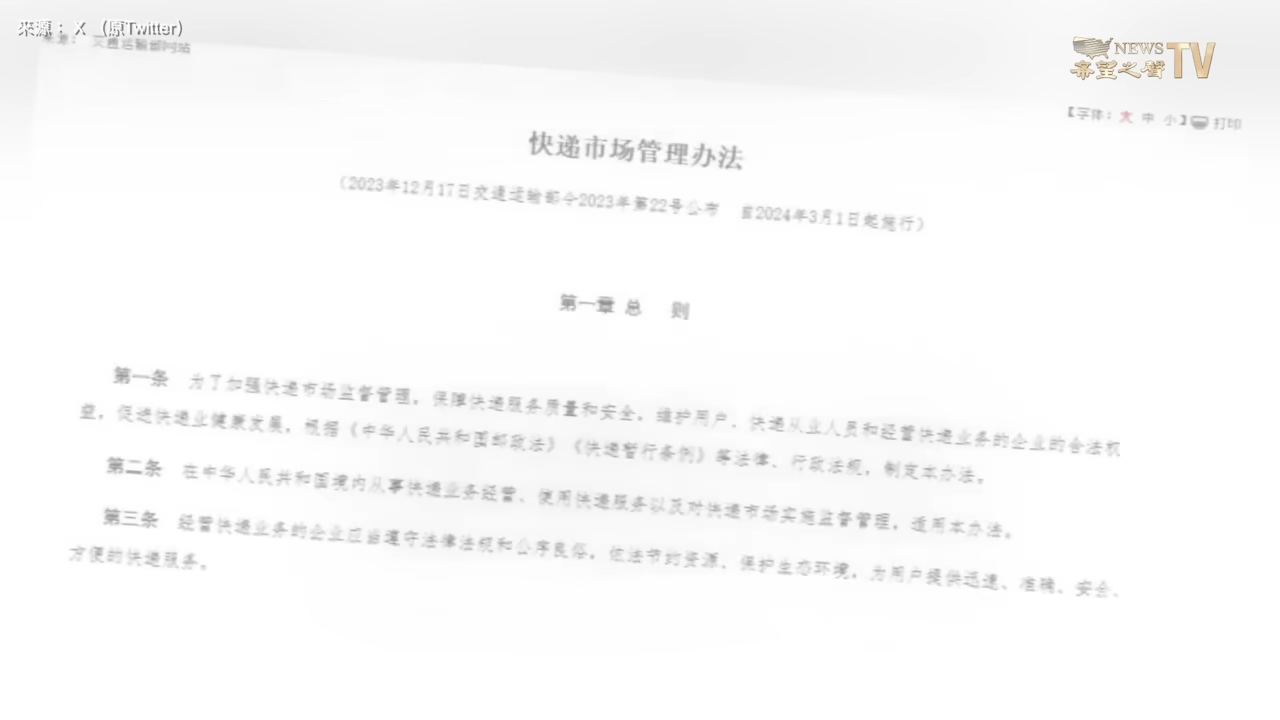 來源：X （原Twitter）
来源： 交通运输部网站
NEWS
希望之聲TV
【字体：大 中 小】打印
快递市场管理办法
（2023年12月17日交通运输部令2023年第22号公布 自2024年3月1日起施行）
第一章 总 则
第一条 为了加强快递市场监督管理，保障快递服务质量和安全，维护用户、快递从业人员和经营快递业务的企业的合法权
益，促进快递业健康发展，根据《中华人民共和国邮政法》《快递暂行条例》等法律、行政法规，制定本办法。
第二条 在中华人民共和国境内从事快递业务经营、使用快递服务以及对快递市场实施监督管理，适用本办法。
第三条 经营快递业务的企业应当遵守法律法规和公序良俗，依法节约资源、保护生态环境，为用户提供迅速、准确、安全、
方便的快递服务。